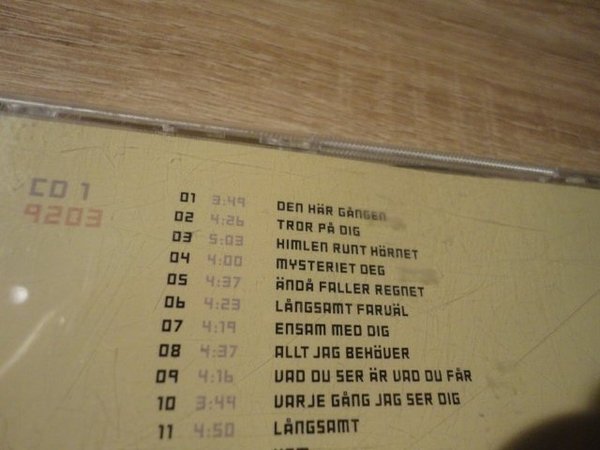 CD 1
9203
01 3:49 DEN HÄR GÅNGEN
02 4:26 TROR PÅ DIG
03 5:03 HIMLEN RUNT HÖRNET
04 4:00 MYSTERIET DEG
05 4:37 ÄNDÅ FALLER REGNET
06 4:23 LÅNGSAMT FARVÄL
07 4:19 ENSAM MED DIG
08 4:37 ALLT JAG BEHÖVER
09 4:16 VAD DU SER ÄR VAD DU FÅR
10 3:49 VARJE GÅNG JAG SER DIG
11 4:50 LÅNGSAMT